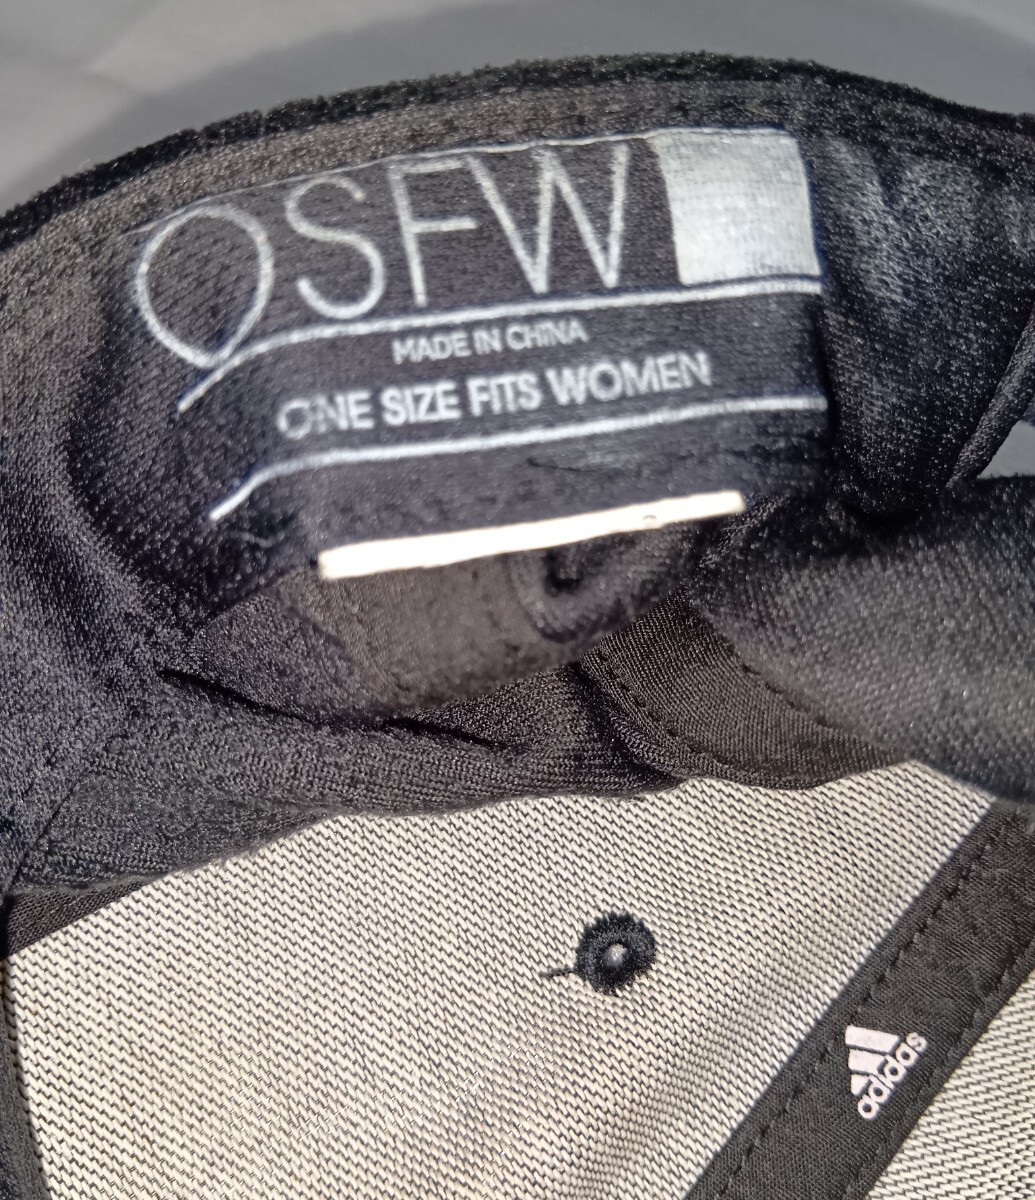 OSFW
MADE IN CHINA
ONE SIZE FITS WOMEN
adidas